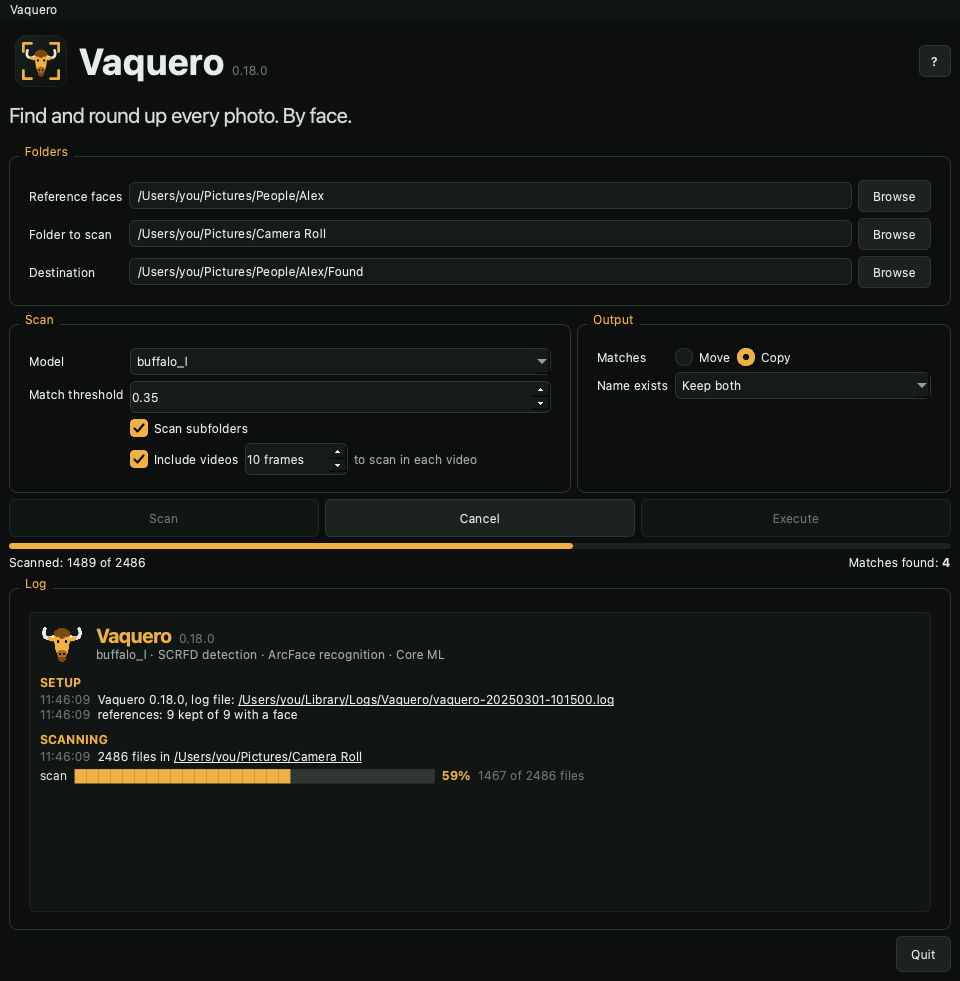 Vaquero
Vaquero 0.18.0
?
Find and round up every photo. By face.
Folders
Reference faces /Users/you/Pictures/People/Alex Browse
Folder to scan /Users/you/Pictures/Camera Roll Browse
Destination /Users/you/Pictures/People/Alex/Found Browse
Scan
Model buffalo_l
Match threshold 0.35
Scan subfolders
Include videos 10 frames to scan in each video
Output
Matches Move Copy
Name exists Keep both
Scan Cancel Execute
Scanned: 1489 of 2486 Matches found: 4
Log
Vaquero 0.18.0
buffalo_l · SCRFD detection · ArcFace recognition · Core ML
SETUP
11:46:09 Vaquero 0.18.0, log file: /Users/you/Library/Logs/Vaquero/vaquero-20250301-101500.log
11:46:09 references: 9 kept of 9 with a face
SCANNING
11:46:09 2486 files in /Users/you/Pictures/Camera Roll
scan 59% 1467 of 2486 files
Quit